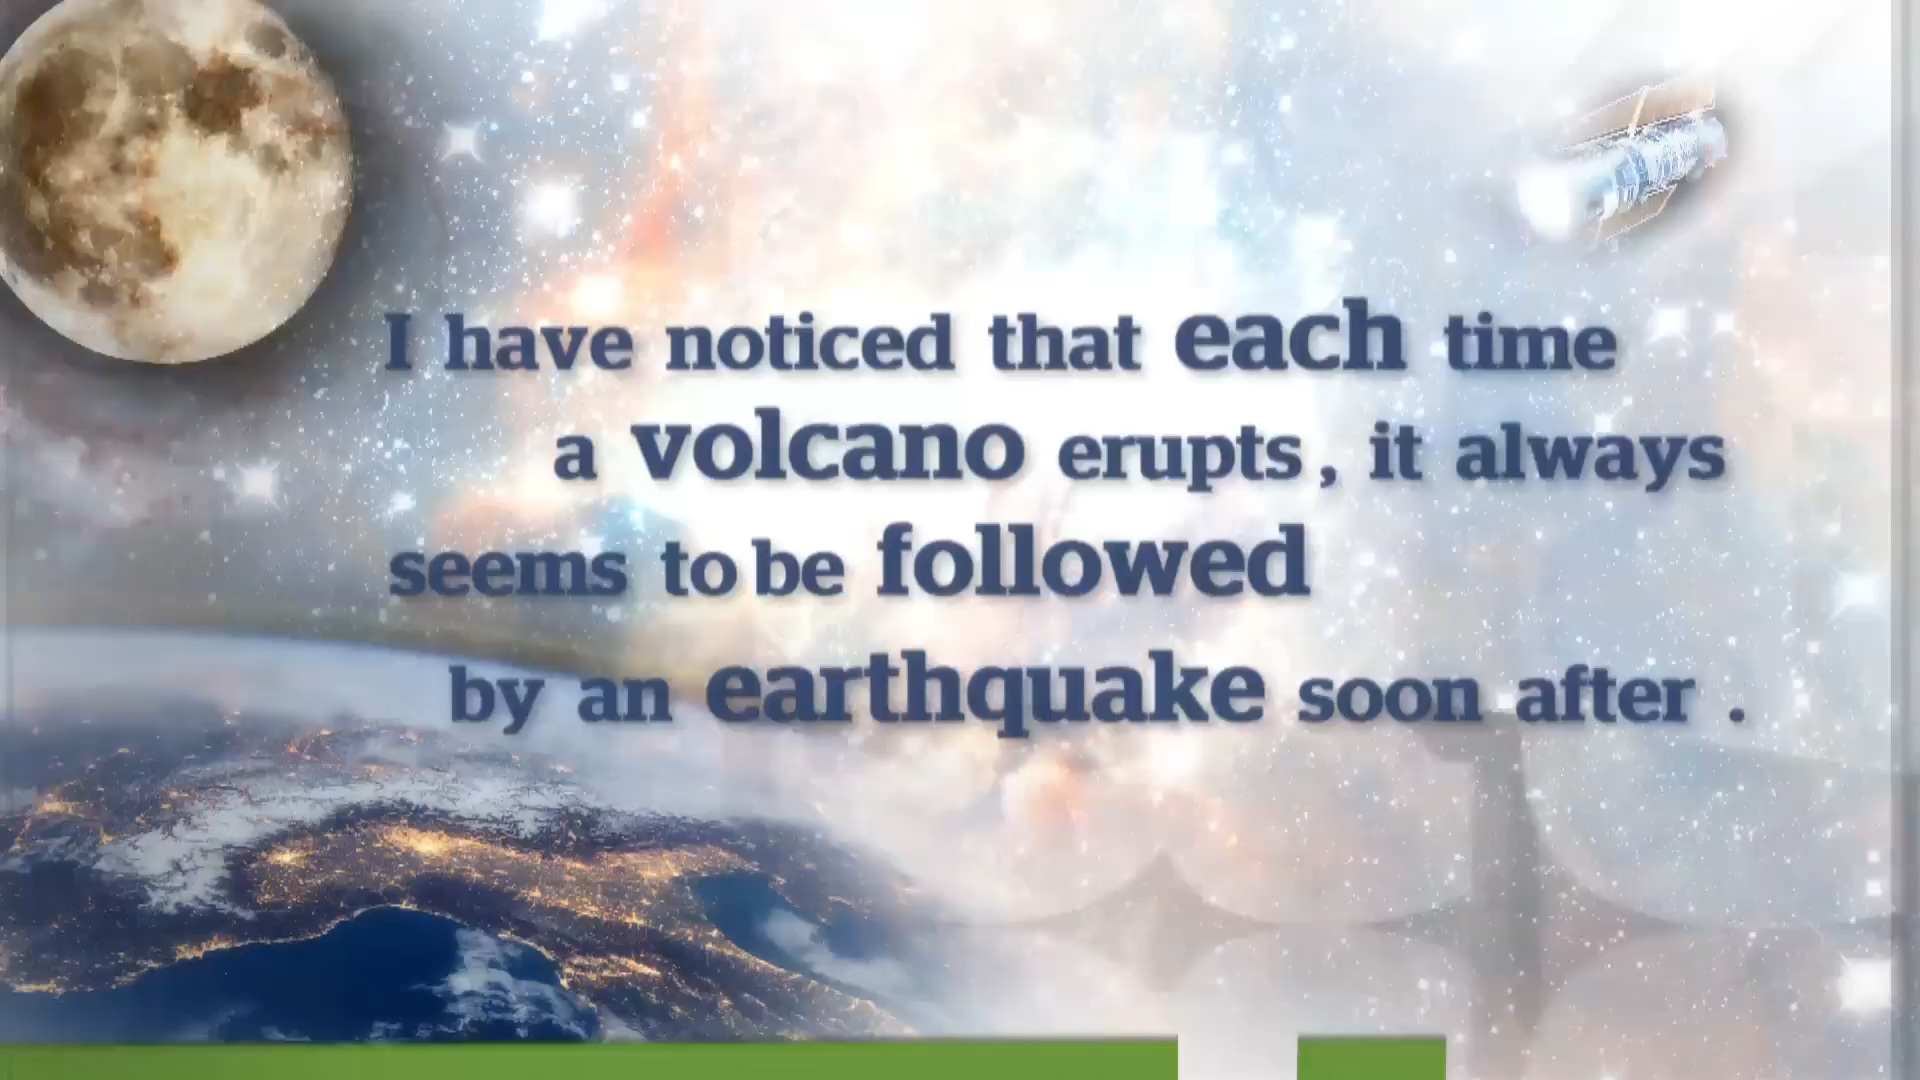 I have noticed that each time
a volcano erupts, it always
seems to be followed
by an earthquake soon after.